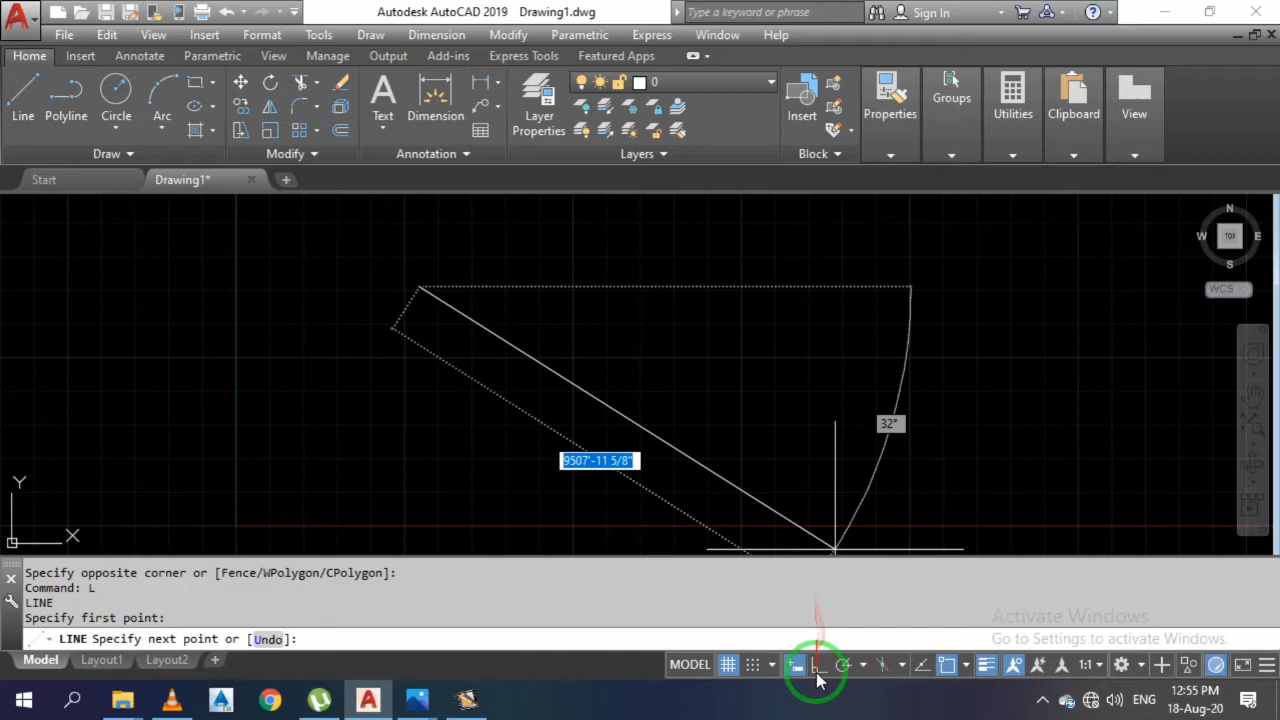 Autodesk AutoCAD 2019 Drawing1.dwg
Type a keyword or phrase
Sign In
File Edit View Insert Format Tools Draw Dimension Modify Parametric Express Window Help
Home Insert Annotate Parametric View Manage Output Add-ins Express Tools Featured Apps
0
Line Polyline Circle Arc
Text Dimension
Layer Properties
Insert
Properties
Groups
Utilities
Clipboard
View
Draw
Modify
Annotation
Layers
Block
Start
Drawing1*
N
W TOP E
S
WCS
32°
9507'-11 5/8"
Y
X
Specify opposite corner or [Fence/WPolygon/CPolygon]:
Command: L
LINE
Specify first point:
LINE Specify next point or [Undo]:
Activate Windows
Go to Settings to activate Windows.
Model Layout1 Layout2
MODEL
1:1
ENG
12:55 PM
18-Aug-20